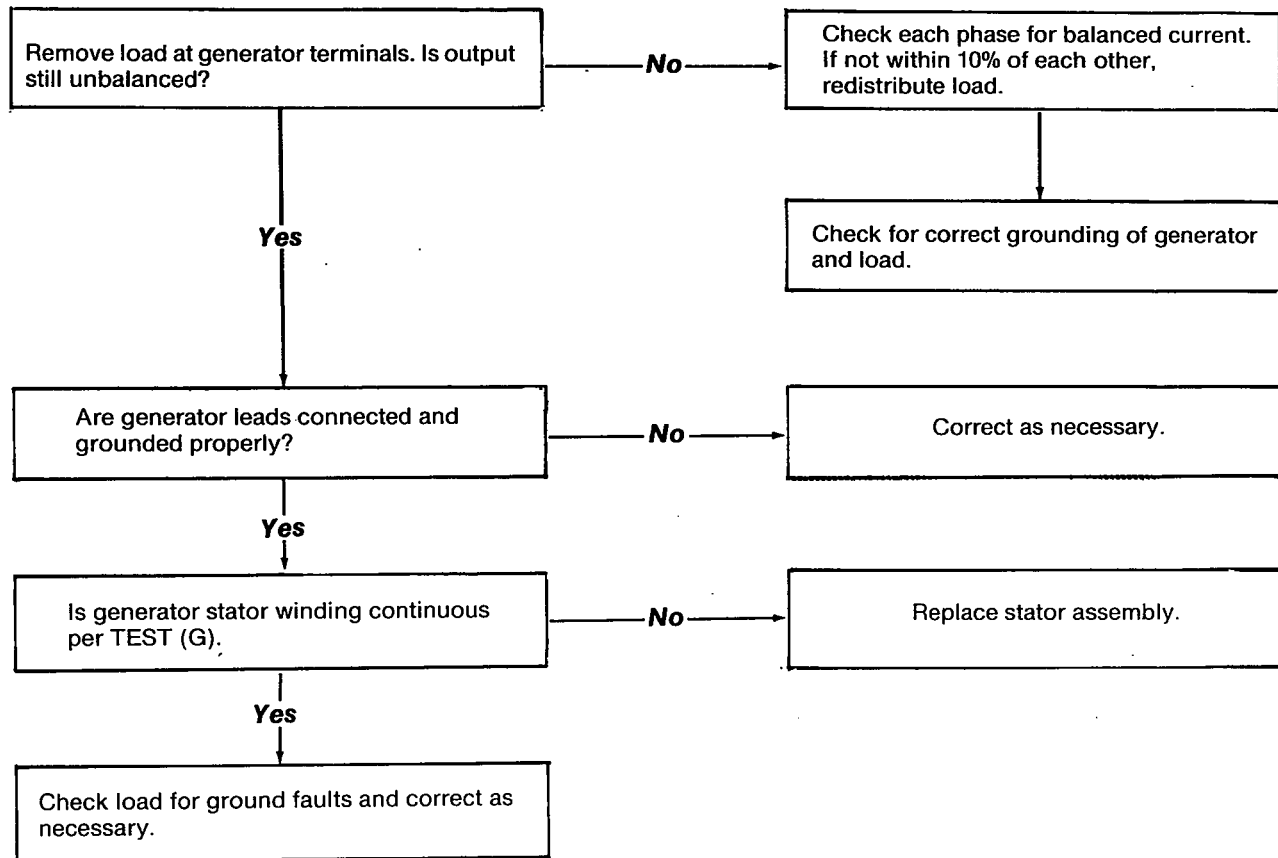 Remove load at generator terminals. Is output
still unbalanced?
No
Check each phase for balanced current.
If not within 10% of each other,
redistribute load.
Yes
Check for correct grounding of generator
and load.
Are generator leads connected and
grounded properly?
No
Correct as necessary.
Yes
Is generator stator winding continuous
per TEST (G).
No
Replace stator assembly.
Yes
Check load for ground faults and correct as
necessary.